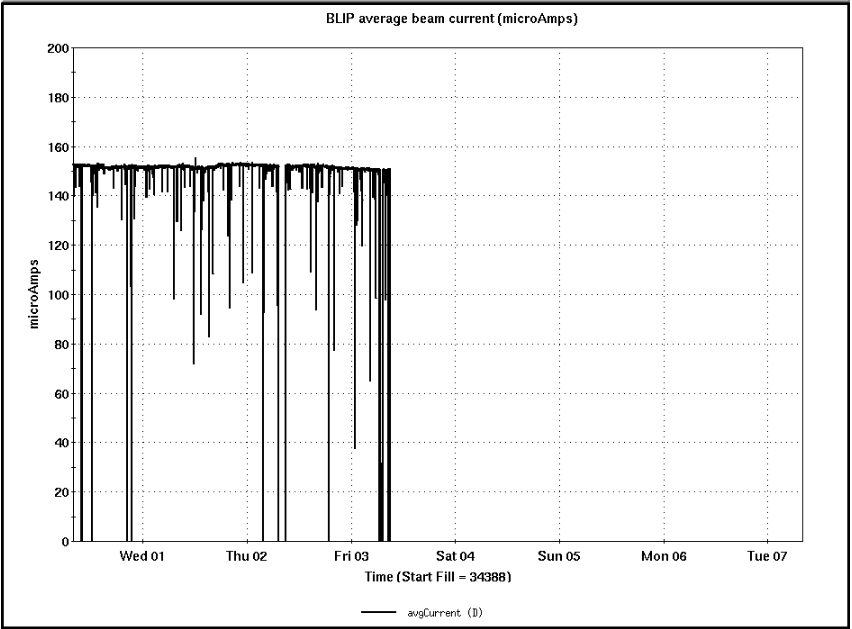 BLIP average beam current (microAmps)
200
180
160
140
120
100
80
60
40
20
0
microAmps
Wed 01 Thu 02 Fri 03 Sat 04 Sun 05 Mon 06 Tue 07
Time (Start Fill = 34388)
avgCurrent (D)